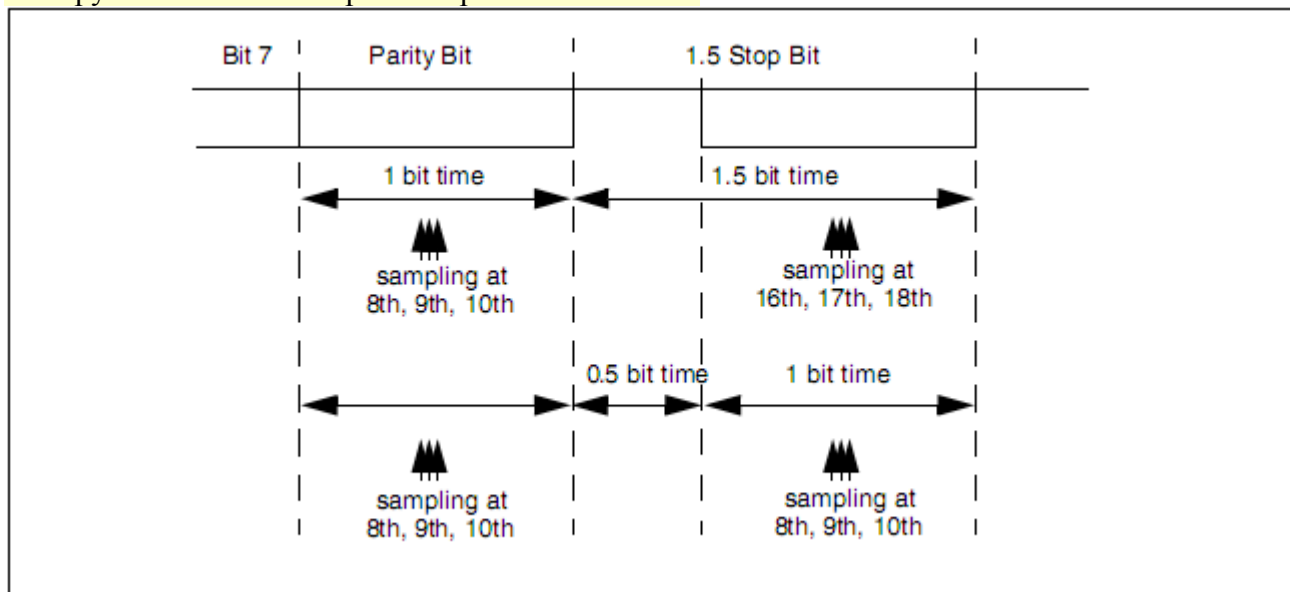 Bit 7 Parity Bit 1.5 Stop Bit
1 bit time 1.5 bit time
sampling at
8th, 9th, 10th
sampling at
16th, 17th, 18th
0.5 bit time 1 bit time
sampling at
8th, 9th, 10th
sampling at
8th, 9th, 10th